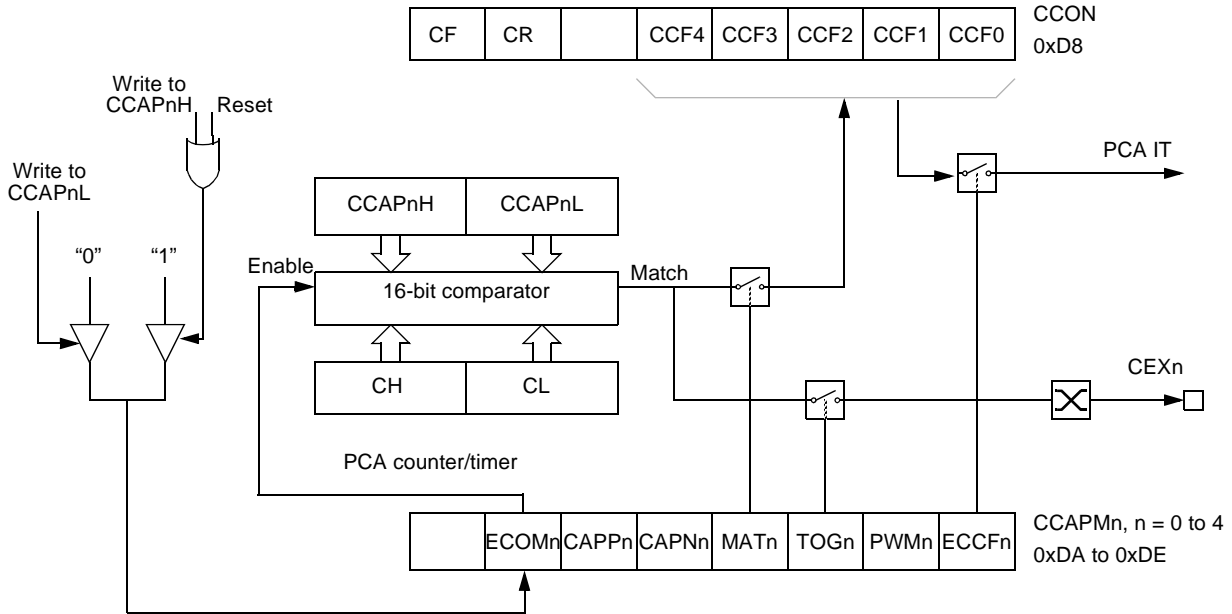 CF CR CCF4 CCF3 CCF2 CCF1 CCF0
CCON
0xD8
Write to
CCAPnH Reset
Write to
CCAPnL
PCA IT
CCAPnH CCAPnL
“0” “1”
Enable
16-bit comparator
Match
CH CL
CEXn
PCA counter/timer
ECOMn CAPPn CAPNn MATn TOGn PWMn ECCFn
CCAPMn, n = 0 to 4
0xDA to 0xDE